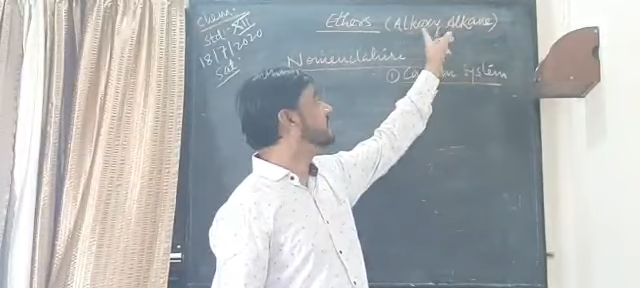 chem.
Std - XII
18/7/2020
Sat.
Ethers (Alkoxy Alkane)
Nomenclature
① System